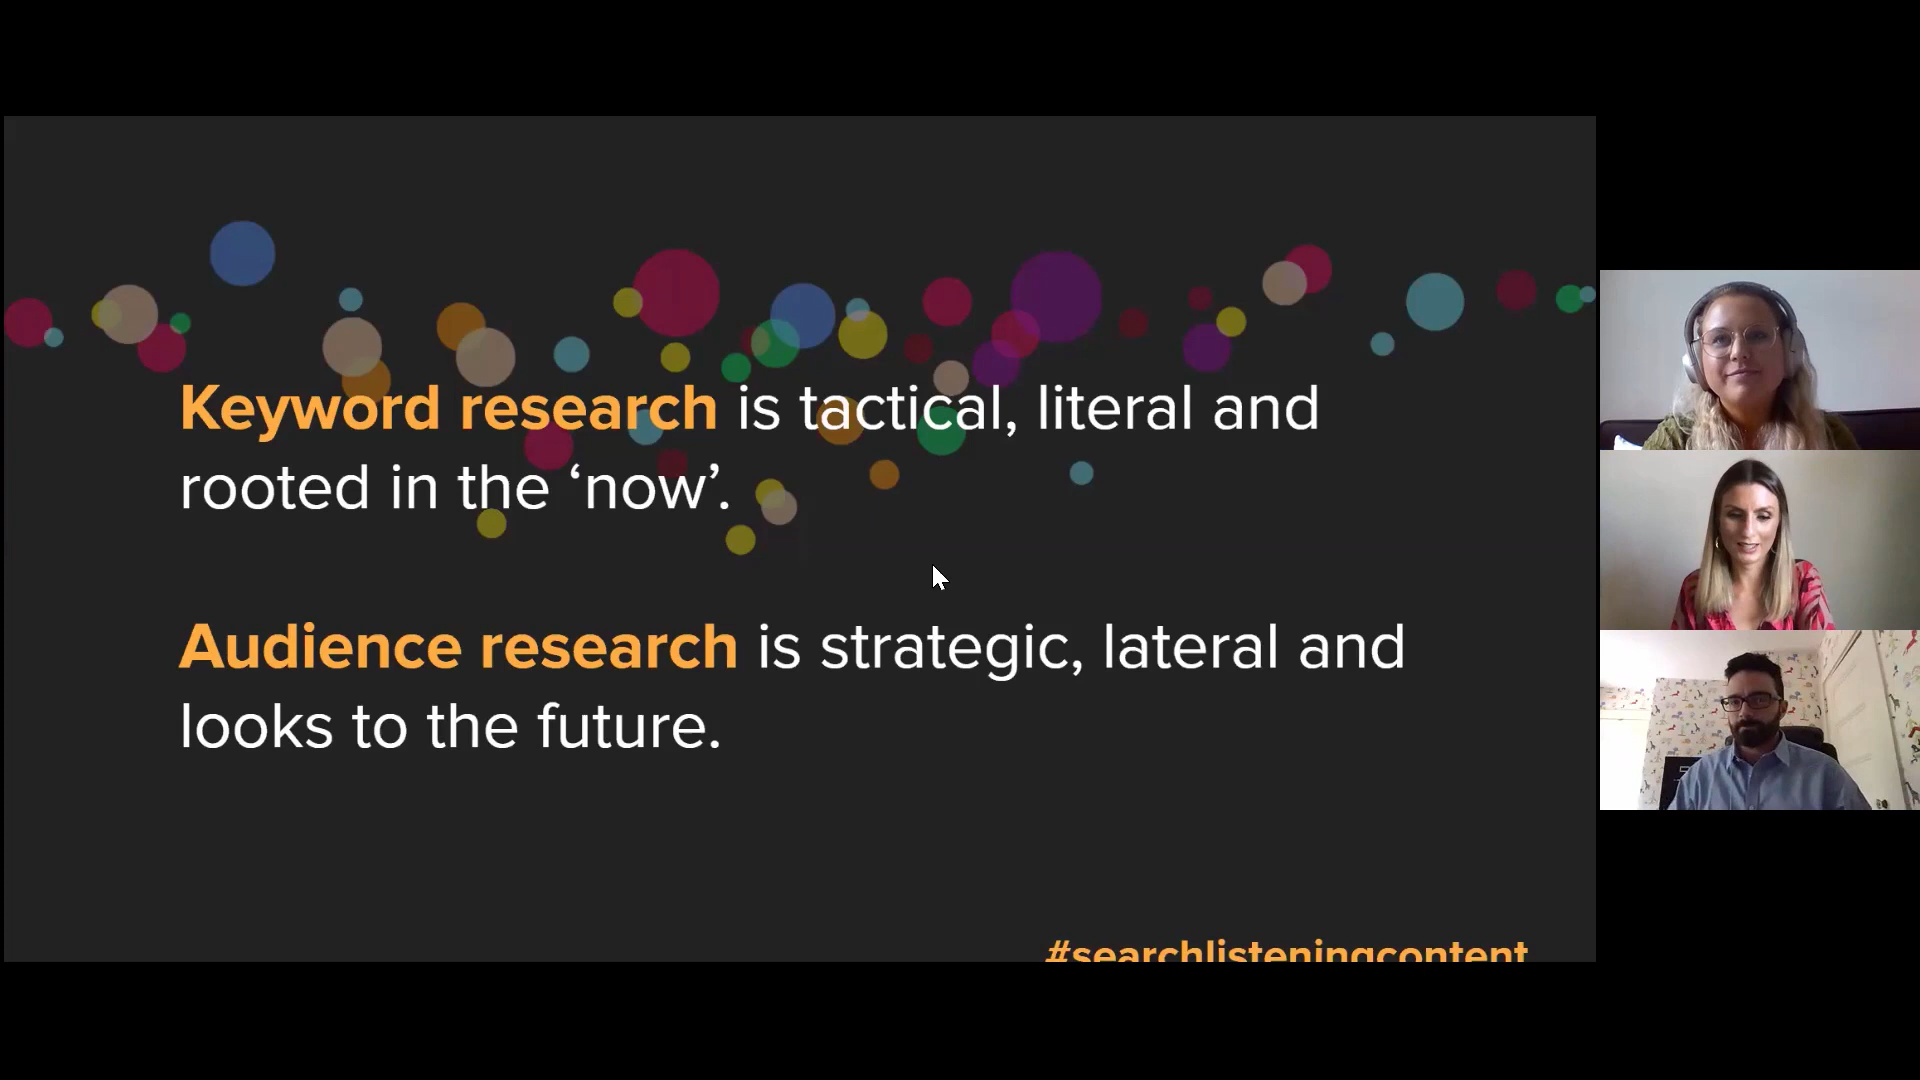 Keyword research is tactical, literal and
rooted in the ‘now’.
Audience research is strategic, lateral and
looks to the future.
#searchlisteningcontent